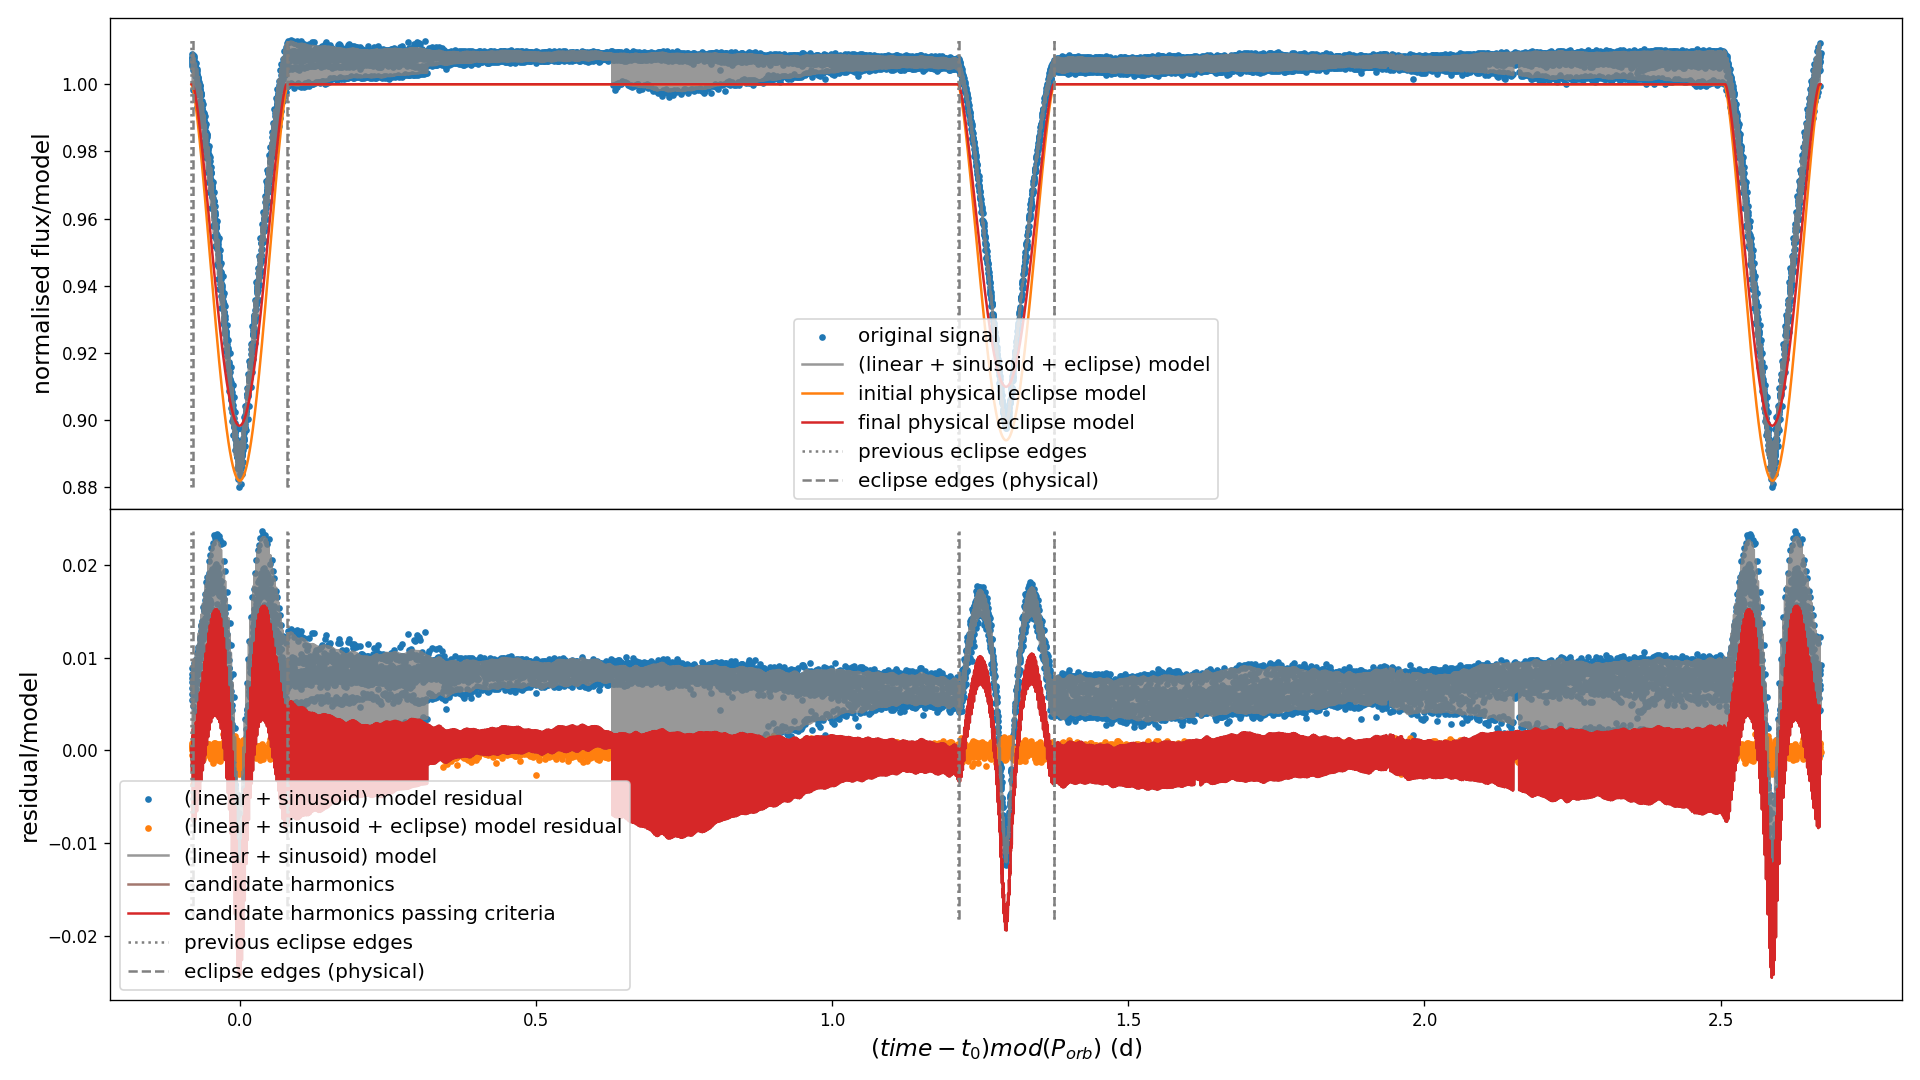 normalised flux/model
1.00
0.98
0.96
0.94
0.92
0.90
0.88
original signal
(linear + sinusoid + eclipse) model
initial physical eclipse model
final physical eclipse model
previous eclipse edges
eclipse edges (physical)
residual/model
0.02
0.01
0.00
−0.01
−0.02
(linear + sinusoid) model residual
(linear + sinusoid + eclipse) model residual
(linear + sinusoid) model
candidate harmonics
candidate harmonics passing criteria
previous eclipse edges
eclipse edges (physical)
0.0 0.5 1.0 1.5 2.0 2.5
(time − t₀)mod(P_orb) (d)